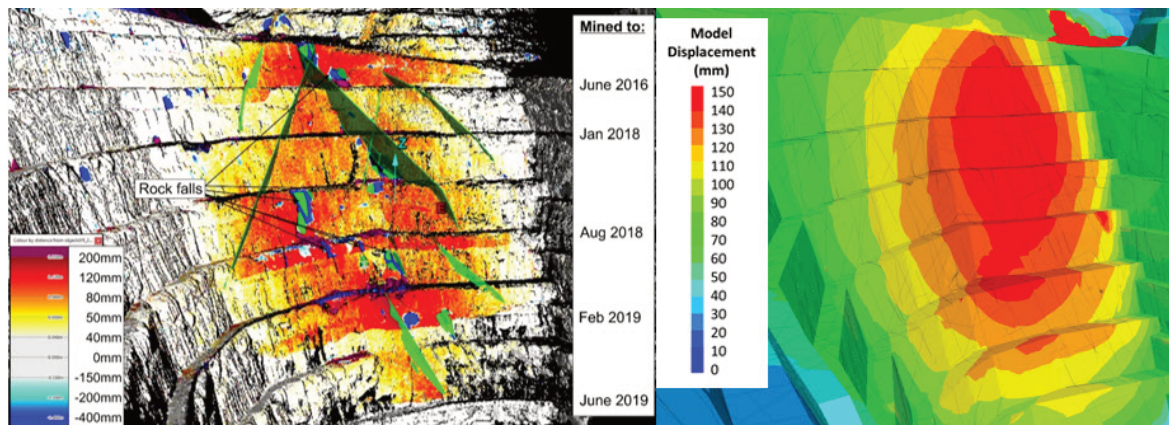 Mined to:
June 2016
Jan 2018
Z
Rock falls
Aug 2018
Feb 2019
June 2019
200mm
120mm
80mm
50mm
40mm
0mm
-150mm
-200mm
-400mm
Model
Displacement
(mm)
150
140
130
120
110
100
90
80
70
60
50
40
30
20
10
0